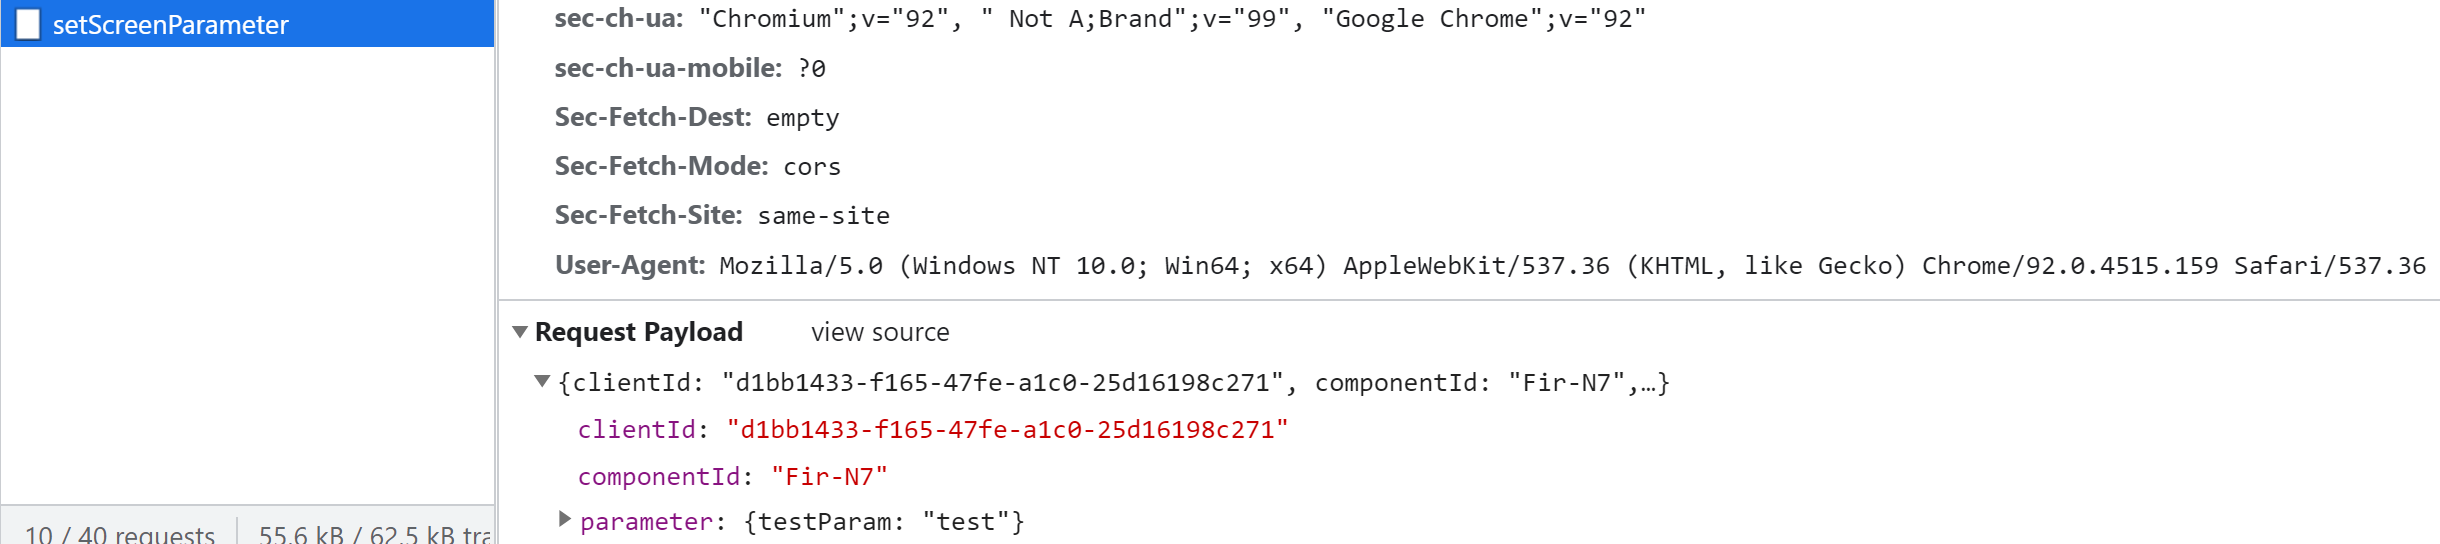 setScreenParameter
sec-ch-ua: "Chromium";v="92", " Not A;Brand";v="99", "Google Chrome";v="92"
sec-ch-ua-mobile: ?0
Sec-Fetch-Dest: empty
Sec-Fetch-Mode: cors
Sec-Fetch-Site: same-site
User-Agent: Mozilla/5.0 (Windows NT 10.0; Win64; x64) AppleWebKit/537.36 (KHTML, like Gecko) Chrome/92.0.4515.159 Safari/537.36
Request Payload view source
{clientId: "d1bb1433-f165-47fe-a1c0-25d16198c271", componentId: "Fir-N7",…}
clientId: "d1bb1433-f165-47fe-a1c0-25d16198c271"
componentId: "Fir-N7"
parameter: {testParam: "test"}
10 / 40 requests 55.6 kB / 62.5 kB tra